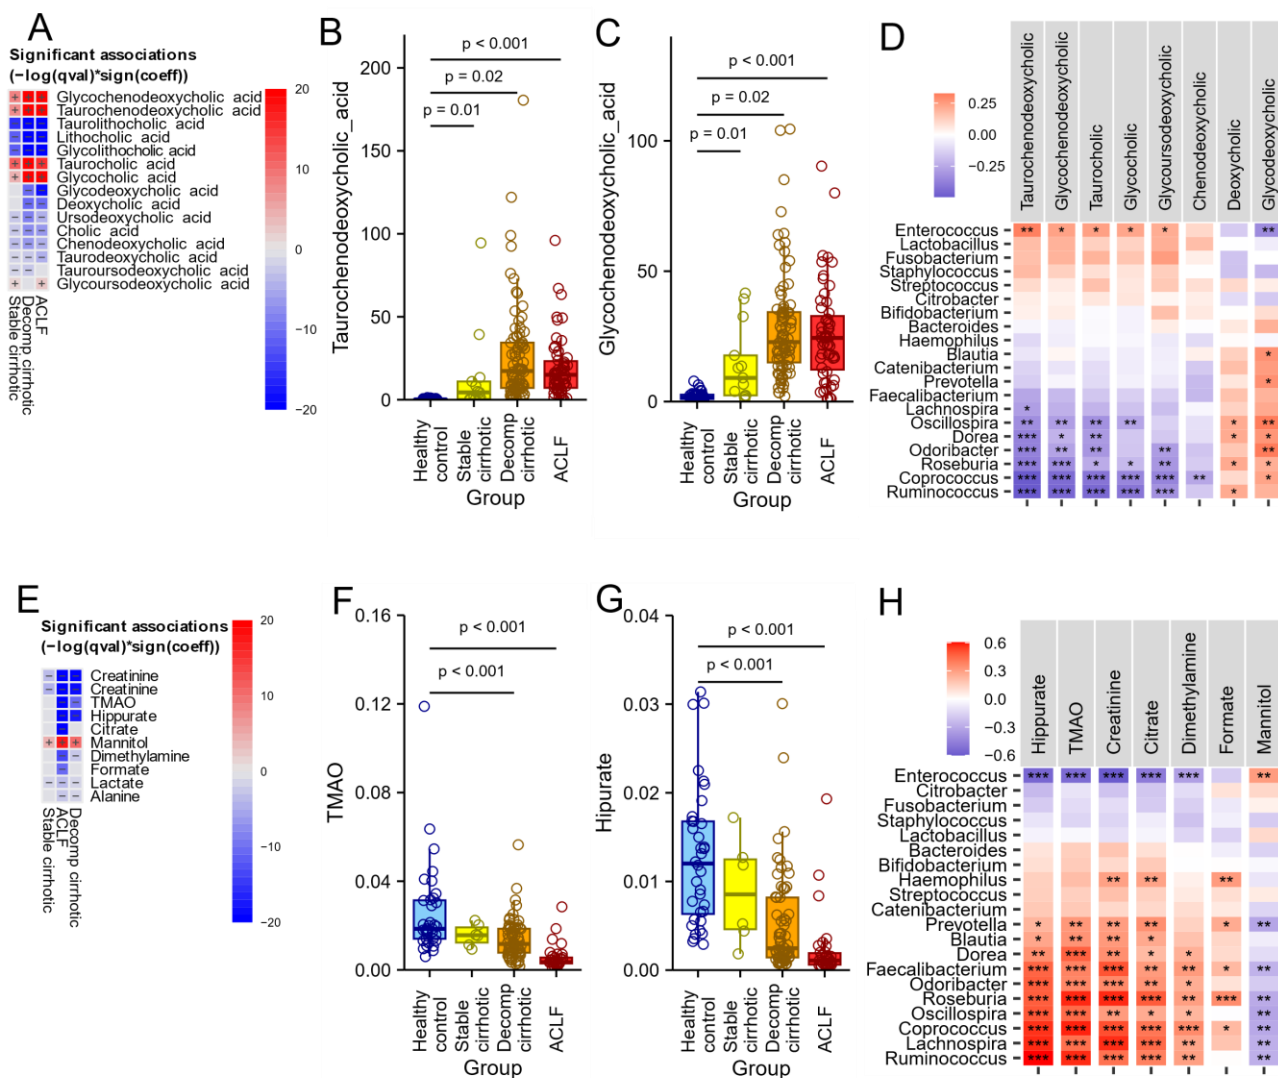 A
Significant associations
(−log(qval)*sign(coeff))
Glycochenodeoxycholic acid
Taurochenodeoxycholic acid
Taurolithocholic acid
Lithocholic acid
Glycolithocholic acid
Taurocholic acid
Glycocholic acid
Glycodeoxycholic acid
Deoxycholic acid
Ursodeoxycholic acid
Cholic acid
Chenodeoxycholic acid
Taurodeoxycholic acid
Tauroursodeoxycholic acid
Glycoursodeoxycholic acid
Stable cirrhotic
Decomp cirrhotic
ACLF
20
10
0
−10
−20
B
Taurochenodeoxycholic_acid
200
150
100
50
0
p < 0.001
p = 0.02
p = 0.01
Healthy control
Stable cirrhotic
Decomp cirrhotic
ACLF
Group
C
Glycochenodeoxycholic_acid
100
50
0
p < 0.001
p = 0.02
p = 0.01
Healthy control
Stable cirrhotic
Decomp cirrhotic
ACLF
Group
D
0.25
0.00
−0.25
Taurochenodeoxycholic
Glycochenodeoxycholic
Taurocholic
Glycocholic
Glycoursodeoxycholic
Chenodeoxycholic
Deoxycholic
Glycodeoxycholic
Enterococcus ** * * * * **
Lactobacillus
Fusobacterium
Staphylococcus
Streptococcus
Citrobacter
Bifidobacterium
Bacteroides
Haemophilus
Blautia *
Catenibacterium
Prevotella *
Faecalibacterium
Lachnospira *
Oscillospira ** ** ** ** * **
Dorea *** * ** * *
Odoribacter *** ** ** ** **
Roseburia *** *** * * ** * *
Coprococcus *** *** *** *** *** ** *
Ruminococcus *** *** *** *** *** *
E
Significant associations
(−log(qval)*sign(coeff))
Creatinine
Creatinine
TMAO
Hippurate
Citrate
Mannitol
Dimethylamine
Formate
Lactate
Alanine
Stable cirrhotic
ACLF
Decomp cirrhotic
20
10
0
−10
−20
F
TMAO
0.16
0.12
0.08
0.04
0.00
p < 0.001
p < 0.001
Healthy control
Stable cirrhotic
Decomp cirrhotic
ACLF
Group
G
Hipurate
0.04
0.03
0.02
0.01
0.00
p < 0.001
p < 0.001
Healthy control
Stable cirrhotic
Decomp cirrhotic
ACLF
Group
H
0.6
0.3
0.0
−0.3
−0.6
Hippurate
TMAO
Creatinine
Citrate
Dimethylamine
Formate
Mannitol
Enterococcus *** *** *** *** *** **
Citrobacter
Fusobacterium
Staphylococcus
Lactobacillus
Bacteroides
Bifidobacterium
Haemophilus ** ** **
Streptococcus
Catenibacterium
Prevotella * ** ** ** * **
Blautia * ** ** *
Dorea ** *** ** * *
Faecalibacterium *** *** *** ** ** * **
Odoribacter *** *** *** ** *
Roseburia *** *** *** *** ** *** **
Oscillospira *** *** ** * ** **
Coprococcus *** *** *** *** *** * **
Lachnospira *** *** *** *** ** **
Ruminococcus *** *** *** *** ** **